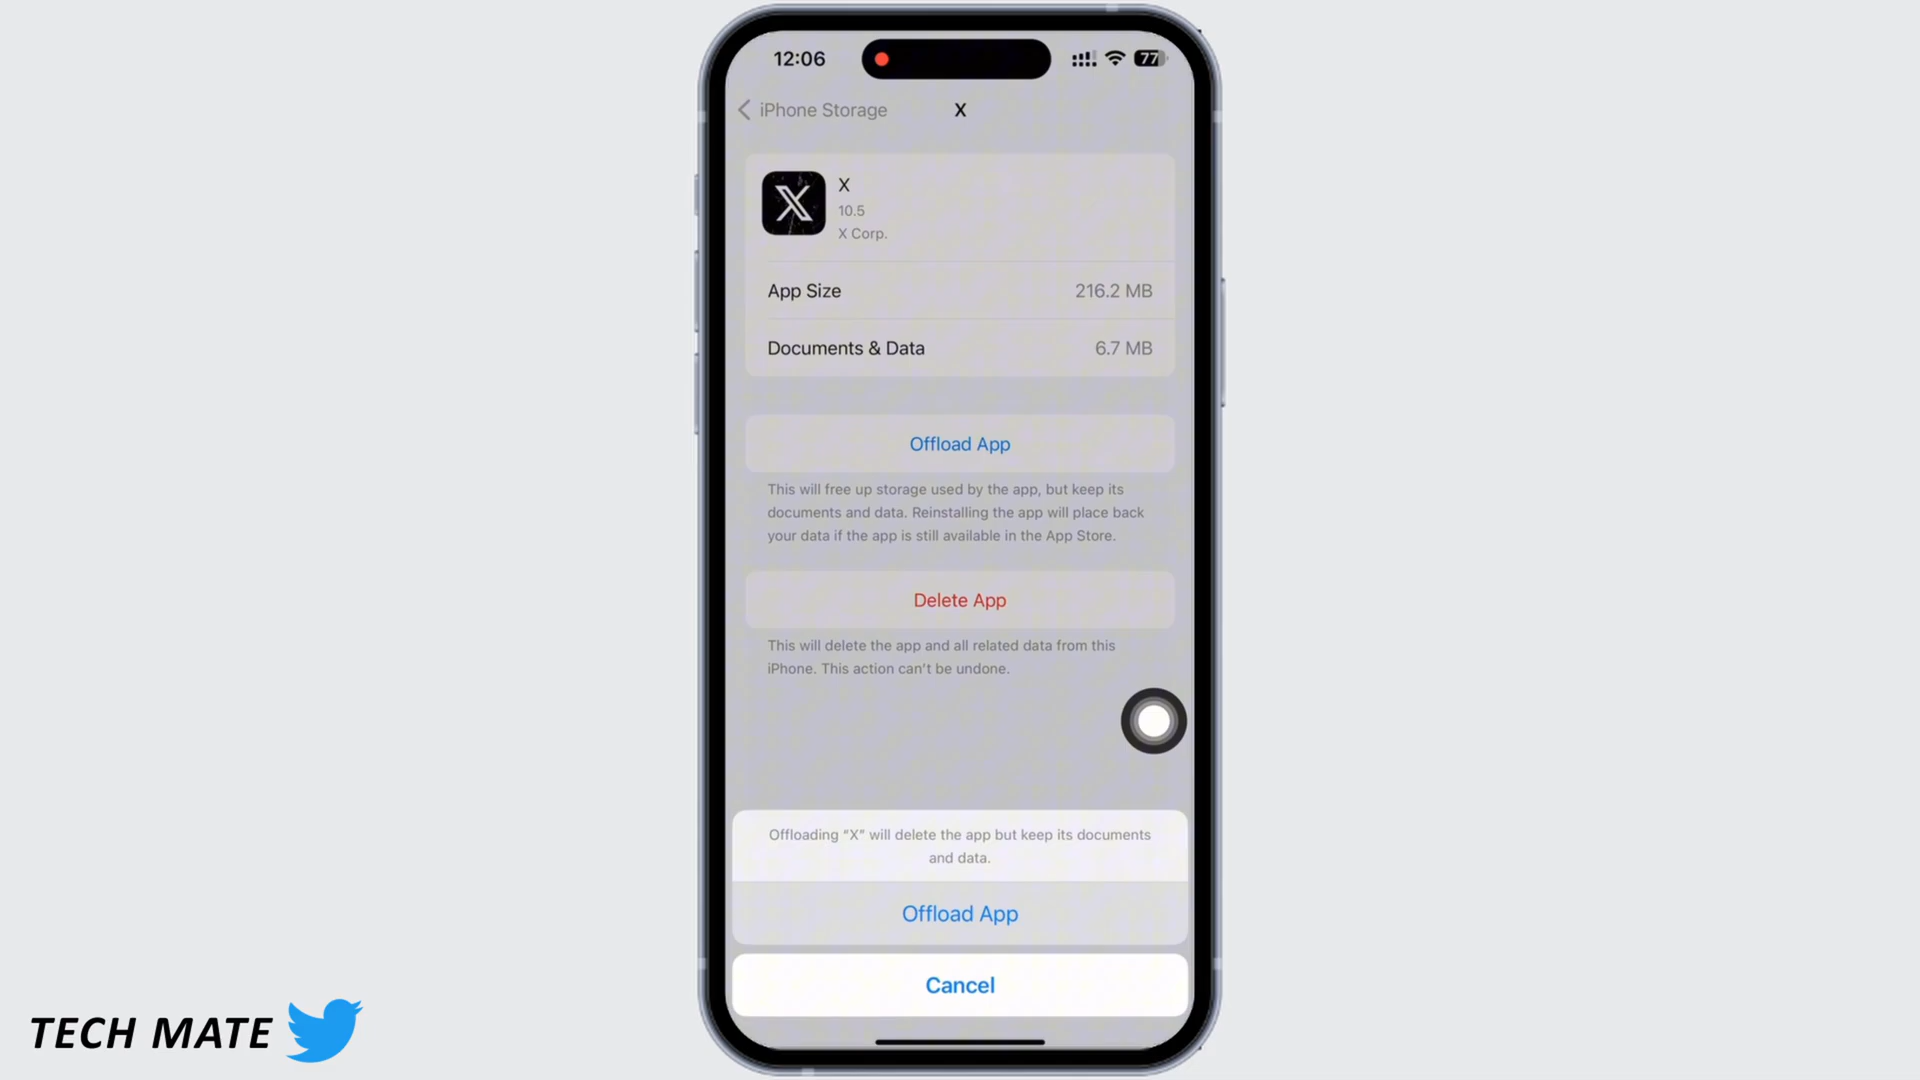 12:06
77
iPhone Storage
X
X
10.5
X Corp.
App Size
216.2 MB
Documents & Data
6.7 MB
Offload App
This will free up storage used by the app, but keep its
documents and data. Reinstalling the app will place back
your data if the app is still available in the App Store.
Delete App
This will delete the app and all related data from this
iPhone. This action can't be undone.
Offloading “X” will delete the app but keep its documents
and data.
Offload App
Cancel
TECH MATE